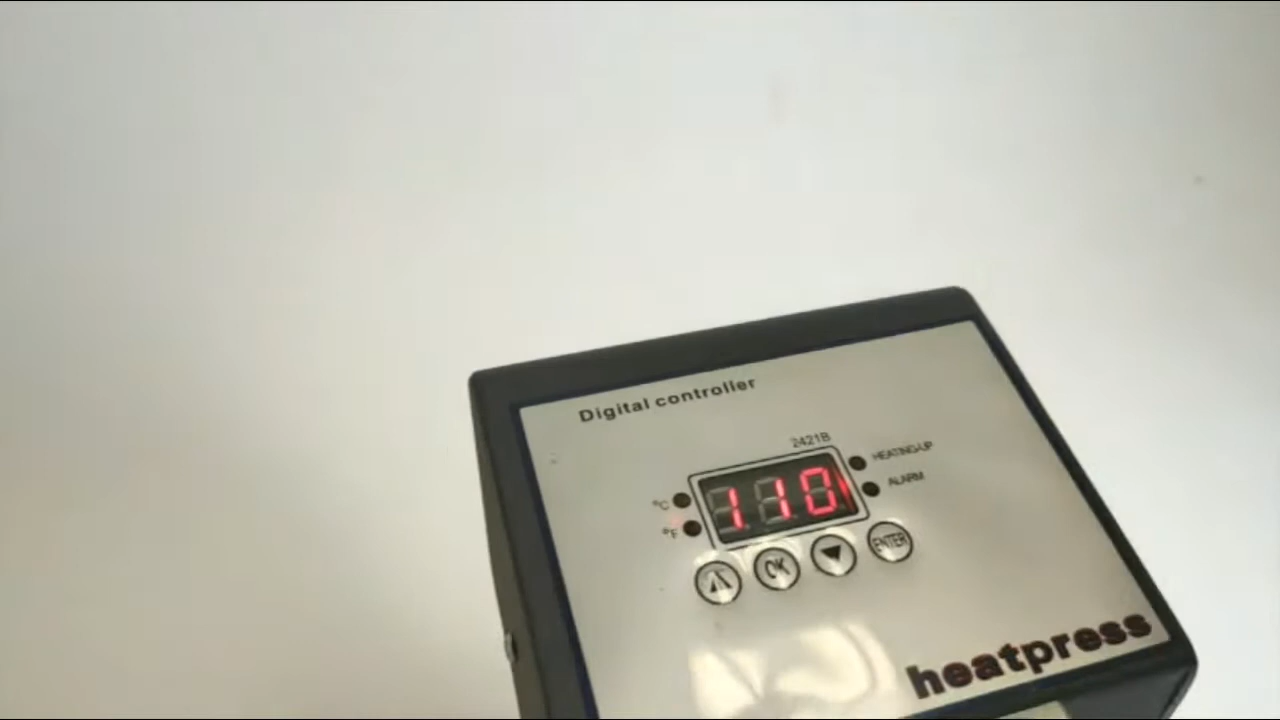 Digital controller
2421B
HEATING-UP
°C
110
ALARM
°F
OK
ENTER
heatpress